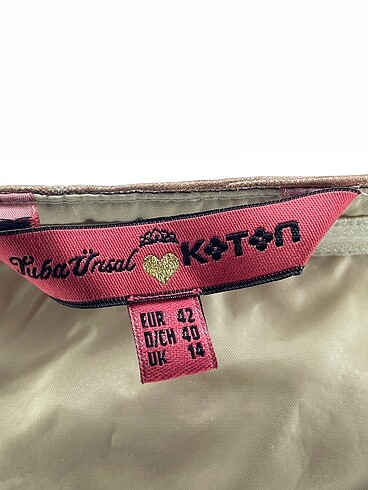 Tuba Ünsal KOTON
EUR 42
D/CH 40
UK 14